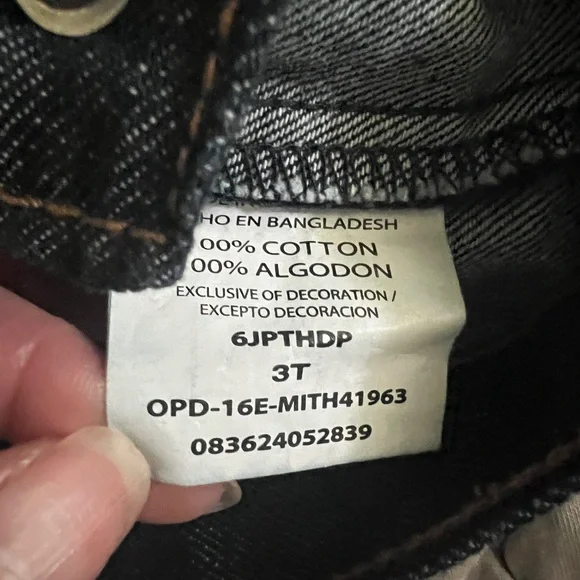 HO EN BANGLADESH
00% COTTON
00% ALGODON
EXCLUSIVE OF DECORATION /
EXCEPTO DECORACION
6JPTHDP
3T
OPD-16E-MITH41963
083624052839